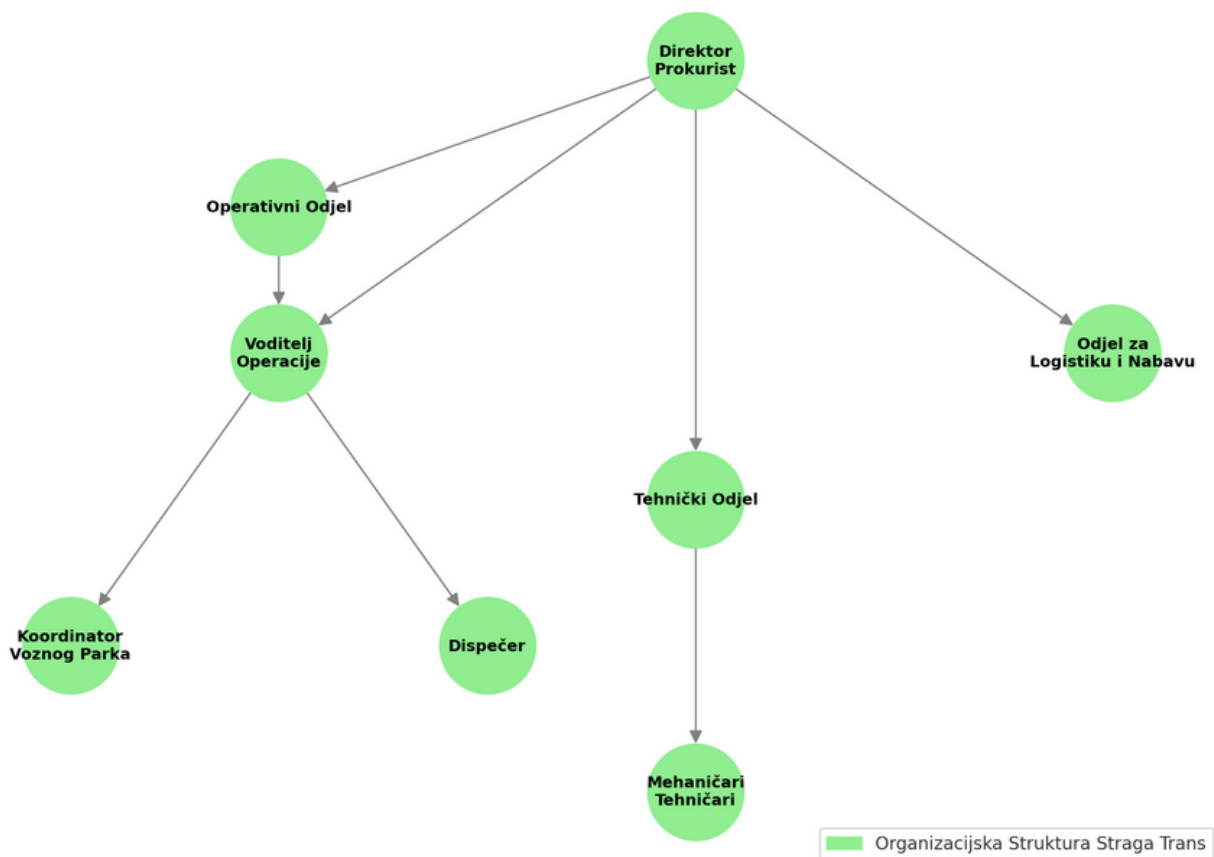 Direktor
Prokurist
Operativni Odjel
Voditelj
Operacije
Odjel za
Logistiku i Nabavu
Tehnički Odjel
Koordinator
Voznog Parka
Dispečer
Mehaničari
Tehničari
Organizacijska Struktura Straga Trans